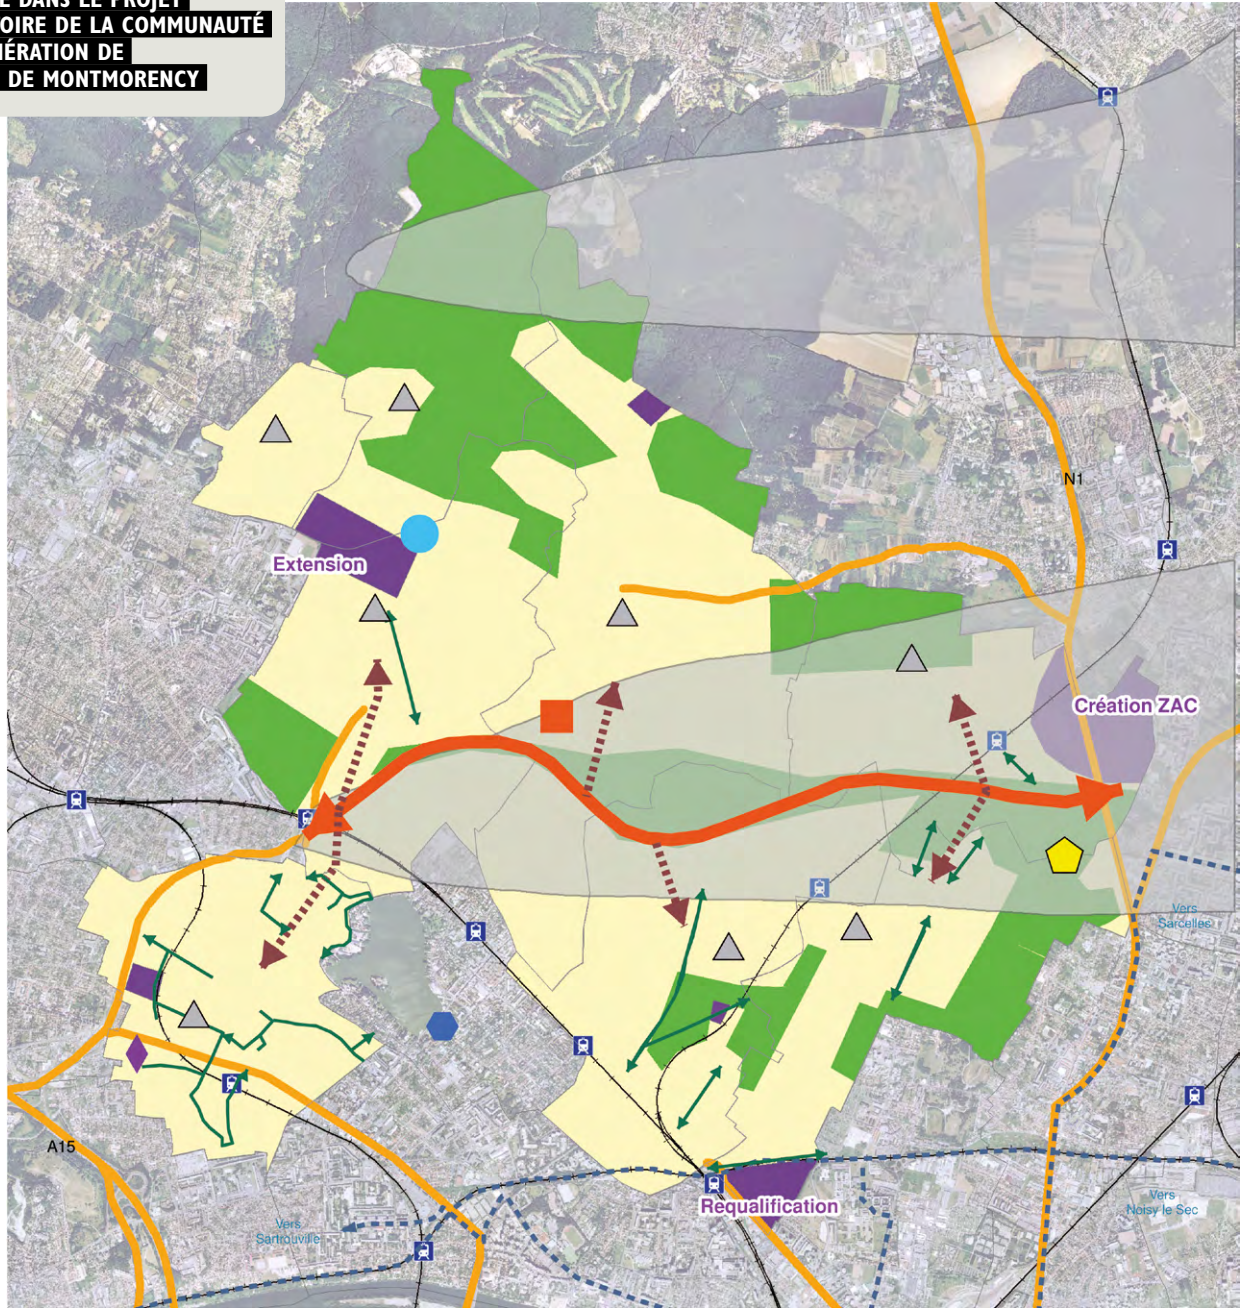 E DANS LE PROJET
OIRE DE LA COMMUNAUTÉ
ÉRATION DE
DE MONTMORENCY
N1
Extension
Création ZAC
Vers
Sarcelles
A15
Vers
Sartrouville
Requalification
Vers
Noisy le Sec